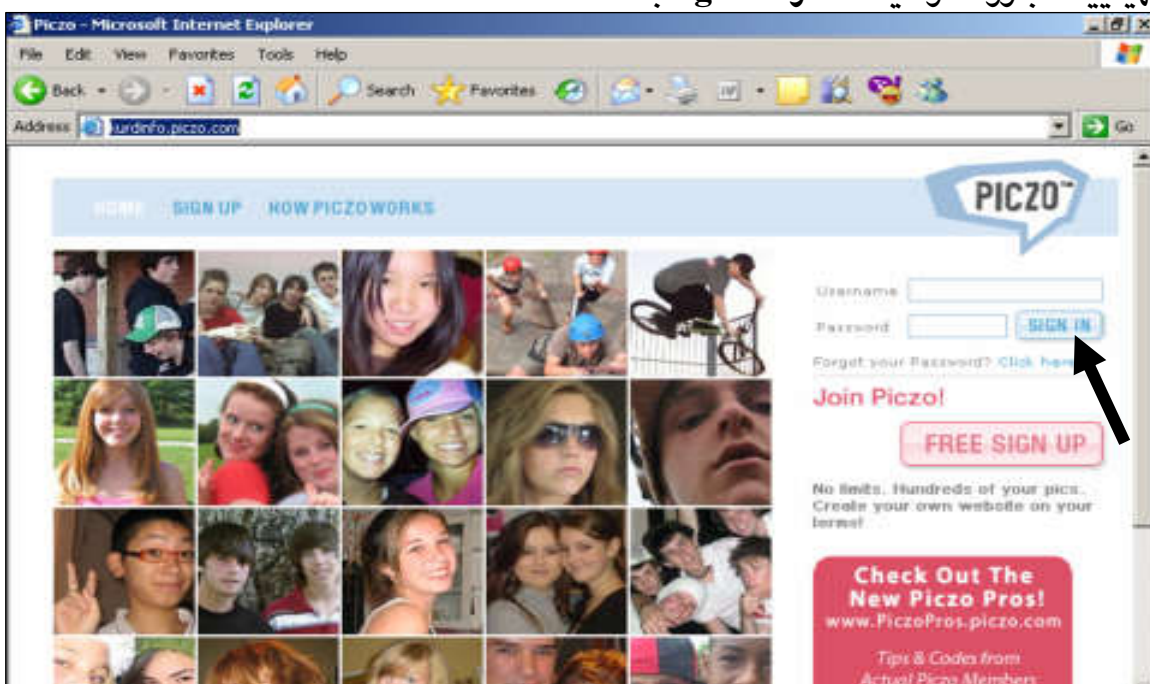 Piczo - Microsoft Internet Explorer
File Edit View Favorites Tools Help
Back Search Favorites
Address urdinfo.piczo.com Go
HOME SIGN UP HOW PICZO WORKS
PICZO™
Username
Password SIGN IN
Forgot your Password? Click here
Join Piczo!
FREE SIGN UP
No limits. Hundreds of your pics.
Create your own website on your
terms!
Check Out The
New Piczo Pros!
www.PiczoPros.piczo.com
Tips & Codes from
Actual Piczo Members